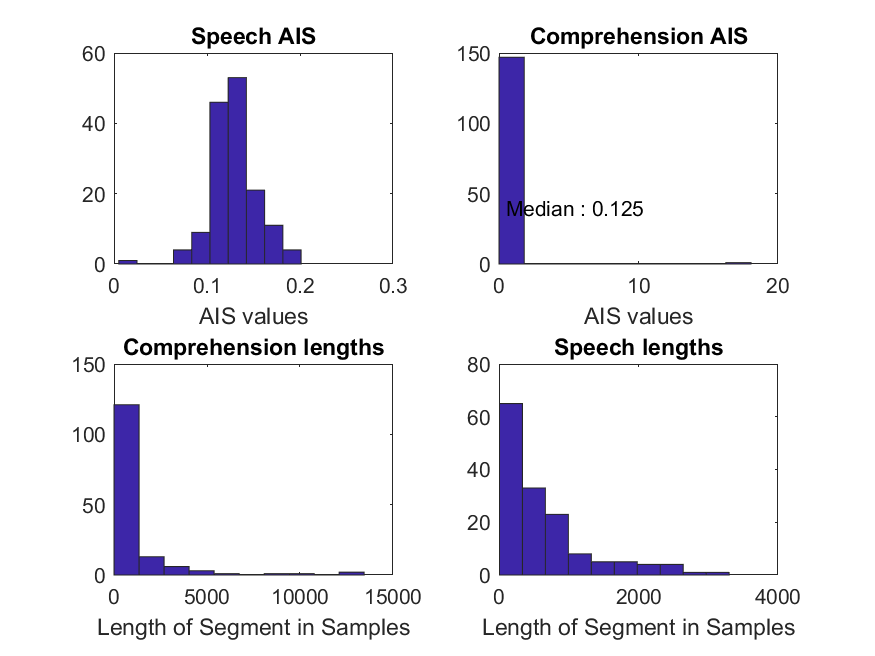 Speech AIS
60
40
20
0
0 0.1 0.2 0.3
AIS values
Comprehension AIS
150
100
50
0
Median : 0.125
0 10 20
AIS values
Comprehension lengths
150
100
50
0
0 5000 10000 15000
Length of Segment in Samples
Speech lengths
80
60
40
20
0
0 2000 4000
Length of Segment in Samples